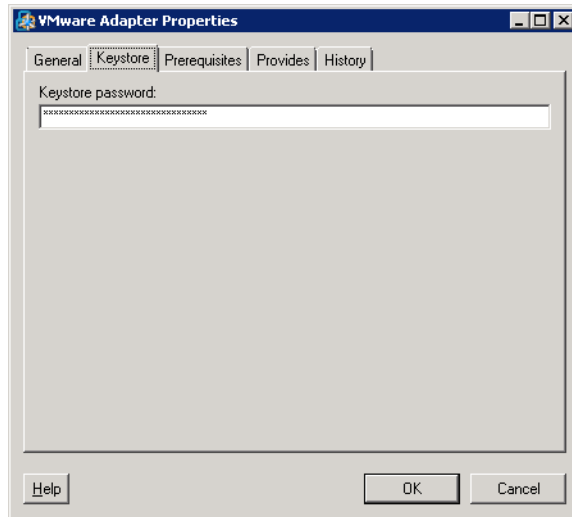 VMware Adapter Properties
General Keystore Prerequisites Provides History
Keystore password:
********************************
Help OK Cancel